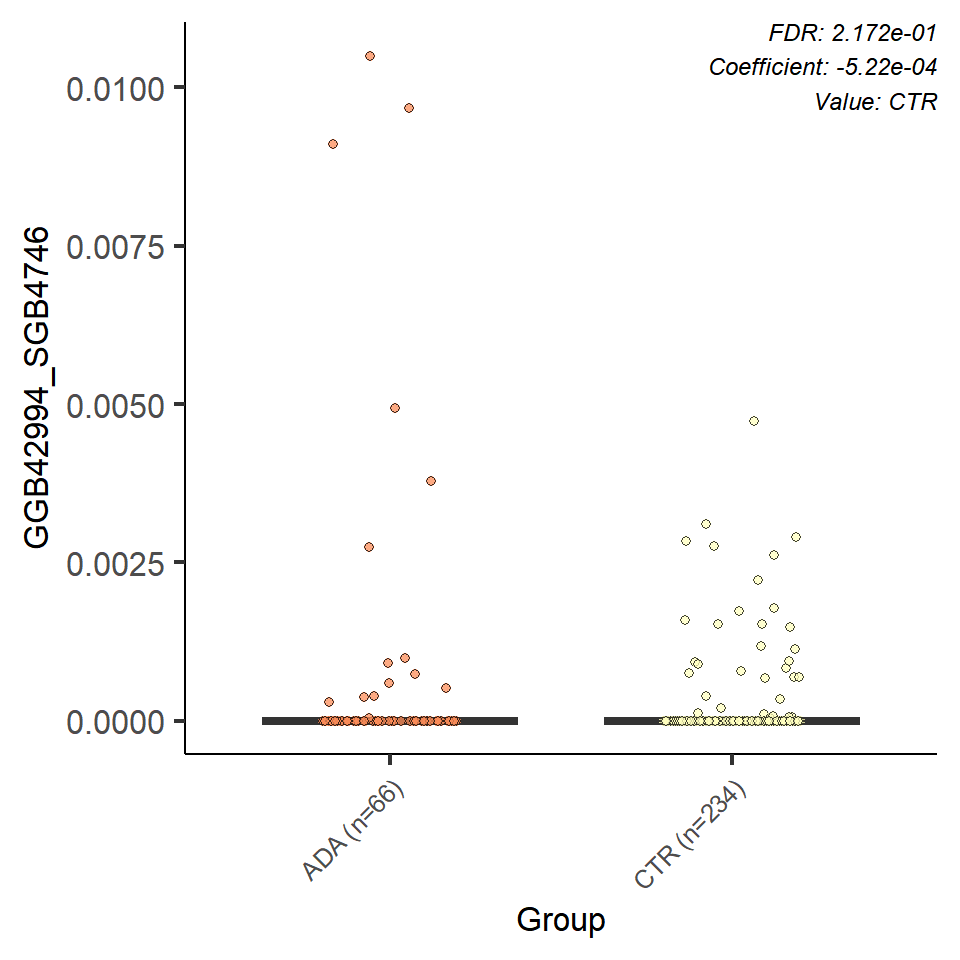 FDR: 2.172e-01
Coefficient: -5.22e-04
Value: CTR
GGB42994_SGB4746
0.0100
0.0075
0.0050
0.0025
0.0000
ADA (n=66)
CTR (n=234)
Group